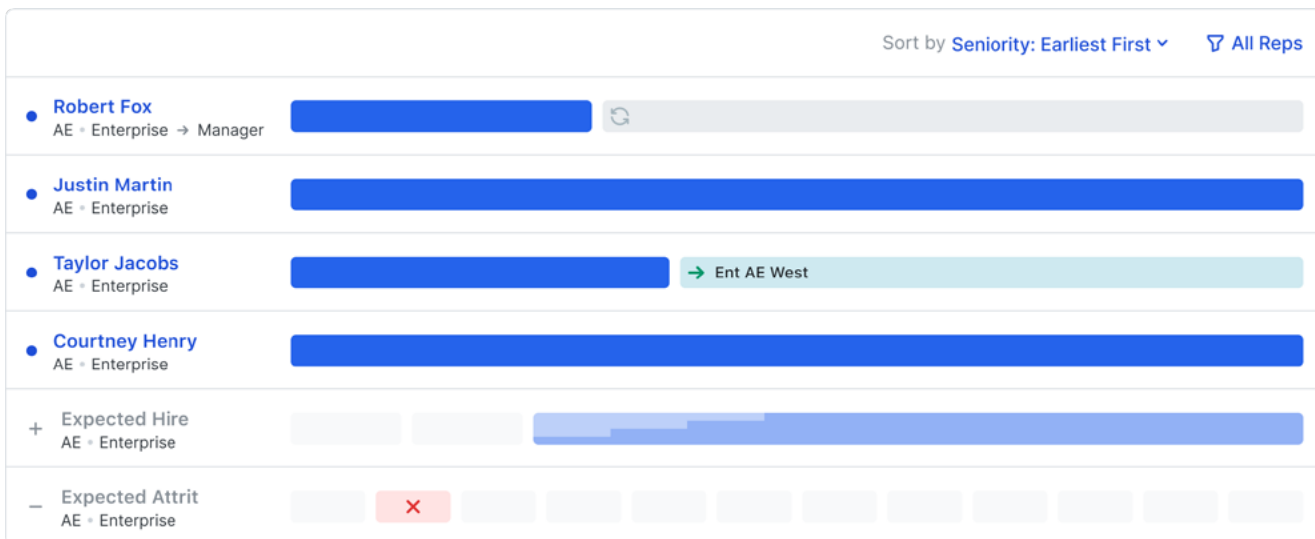 Sort by Seniority: Earliest First All Reps
Robert Fox
AE • Enterprise → Manager
Justin Martin
AE • Enterprise
Taylor Jacobs
AE • Enterprise
→ Ent AE West
Courtney Henry
AE • Enterprise
+ Expected Hire
AE • Enterprise
− Expected Attrit
AE • Enterprise